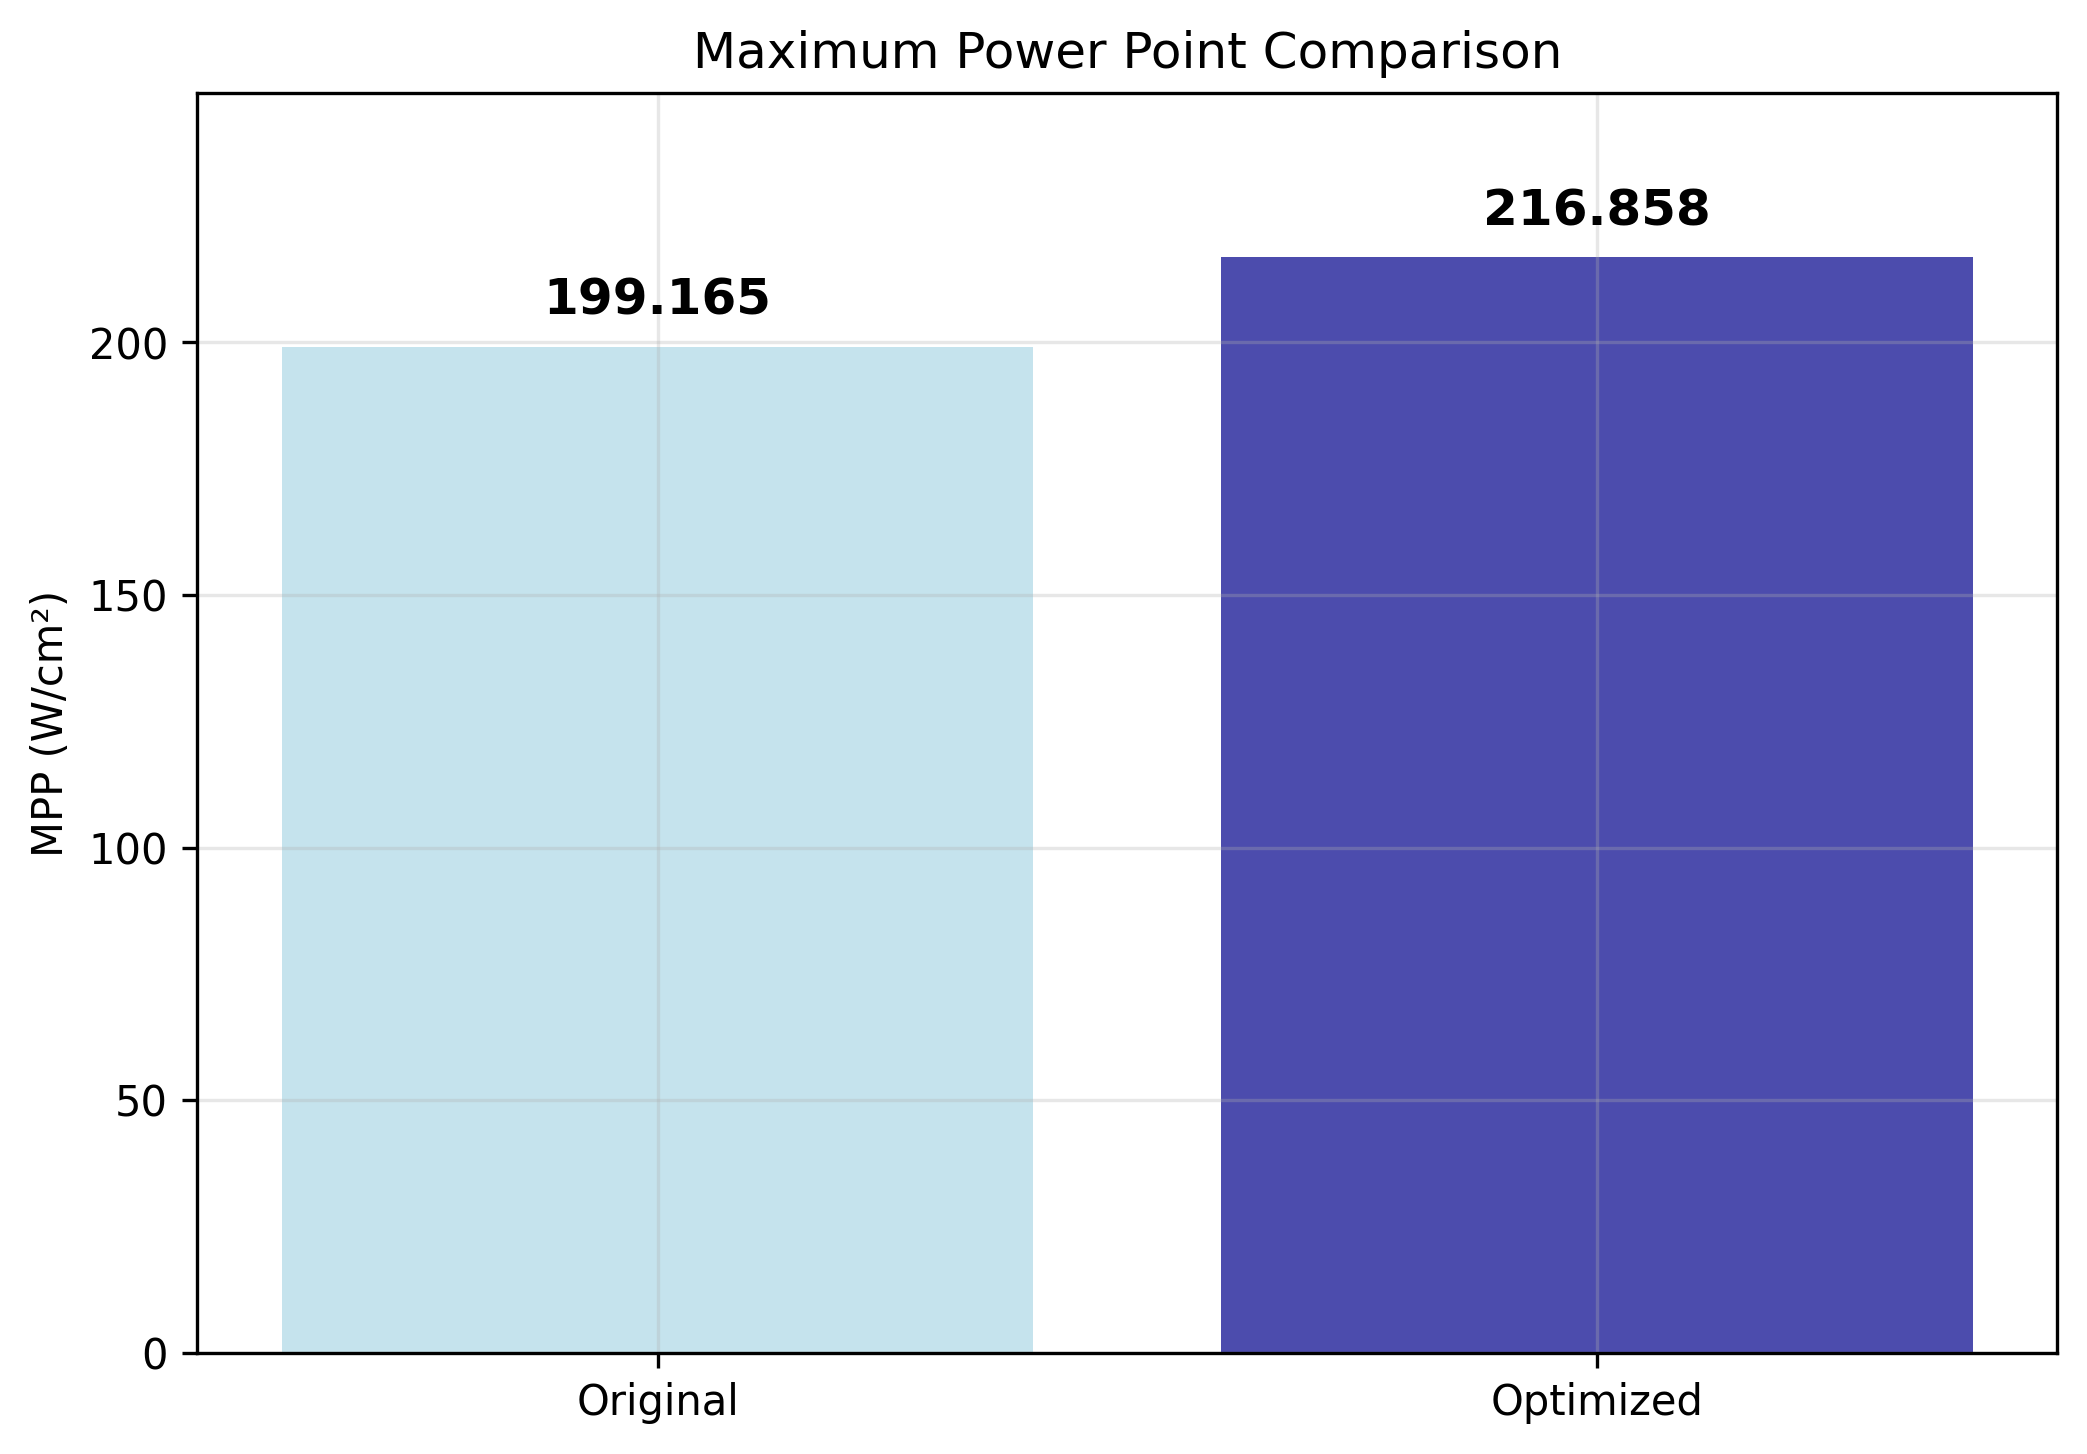 Maximum Power Point Comparison
MPP (W/cm²)
200
150
100
50
0
199.165
216.858
Original
Optimized